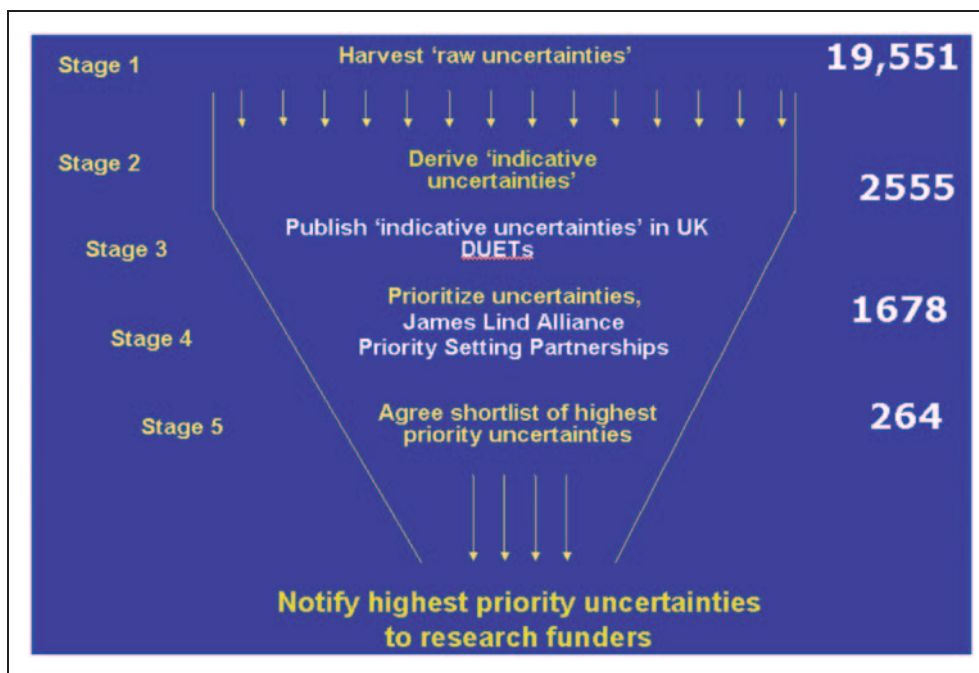 Stage 1
Harvest ‘raw uncertainties’
19,551
Stage 2
Derive ‘indicative
uncertainties’
2555
Stage 3
Publish ‘indicative uncertainties’ in UK
DUETs
Stage 4
Prioritize uncertainties,
James Lind Alliance
Priority Setting Partnerships
1678
Stage 5
Agree shortlist of highest
priority uncertainties
264
Notify highest priority uncertainties
to research funders